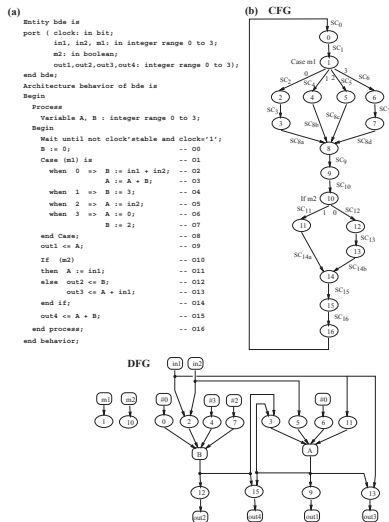 (a)
Entity bde is
port ( clock: in bit;
in1, in2, m1: in integer range 0 to 3;
m2: in boolean;
out1,out2,out3,out4: integer range 0 to 3);
end bde;
Architecture behavior of bde is
Begin
Process
Variable A, B : integer range 0 to 3;
Begin
Wait until not clock'stable and clock='1';
B := 0; -- O0
Case (m1) is -- O1
when 0 => B := in1 + in2; -- O2
A := A + B; -- O3
when 1 => B := 3; -- O4
when 2 => A := in2; -- O5
when 3 => A := 0; -- O6
B := 2; -- O7
end Case; -- O8
out1 <= A; -- O9
If (m2) -- O10
then A := in1; -- O11
else out2 <= B; -- O12
out3 <= A + in1; -- O13
end if; -- O14
out4 <= A + B; -- O15
end process; -- O16
end behavior;
(b) CFG
SC0
0
SC1
Case m1 1
0 1 2 3
SC2 SC4 SC5 SC6
2 4 5 6
SC3 SC7
3 7
SC8a SC8b SC8c SC8d
8
SC9
9
SC10
If m2 10
SC11 1 0 SC12
11 12
SC13
13
SC14a SC14b
14
SC15
15
SC16
16
DFG in1 in2
m1 m2 #0 #3 #2 #0
1 10 0 2 4 7 3 5 6 11
B A
12 15 9 13
out2 out4 out1 out3